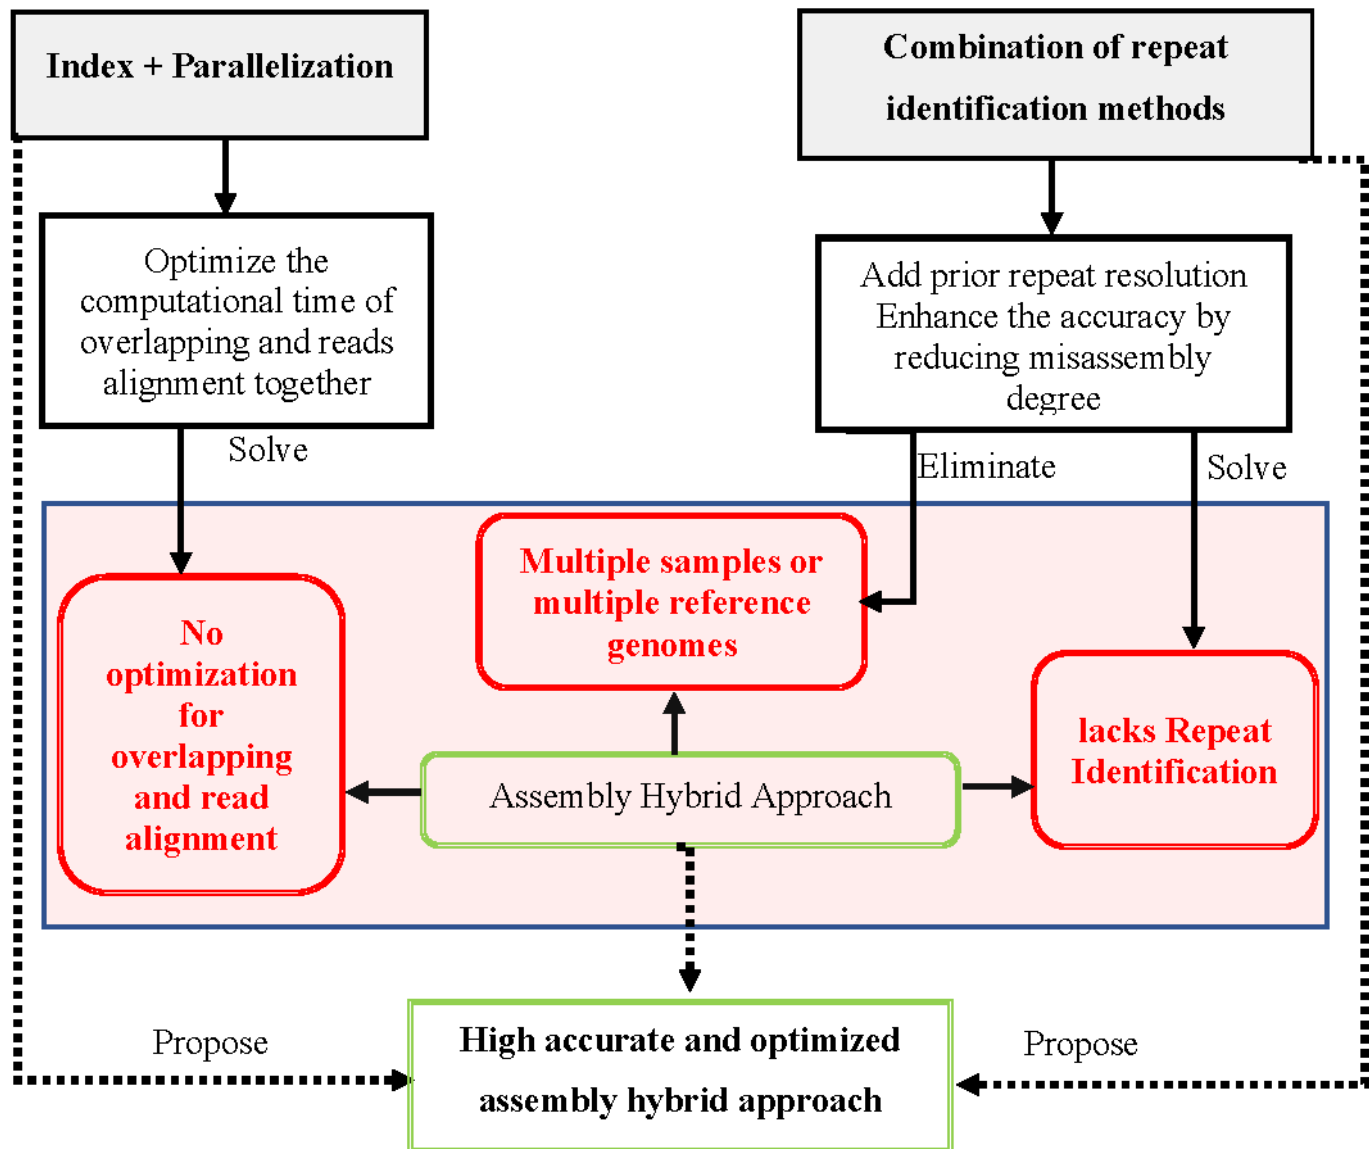 Index + Parallelization
Combination of repeat
identification methods
Optimize the
computational time of
overlapping and reads
alignment together
Add prior repeat resolution
Enhance the accuracy by
reducing misassembly
degree
Solve
Eliminate
Solve
Multiple samples or
multiple reference
genomes
No
optimization
for
overlapping
and read
alignment
lacks Repeat
Identification
Assembly Hybrid Approach
Propose
High accurate and optimized
assembly hybrid approach
Propose